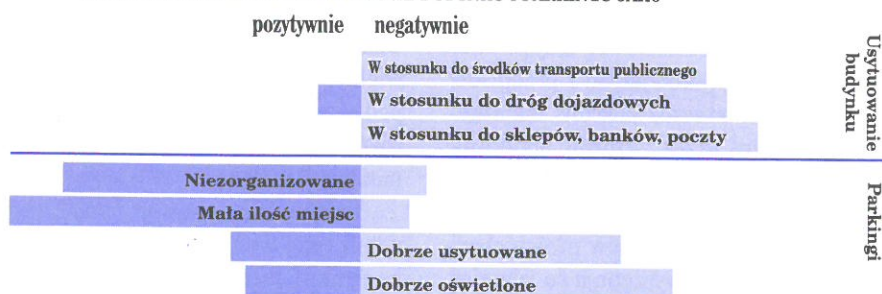 pozytywnie negatywnie
W stosunku do środków transportu publicznego
W stosunku do dróg dojazdowych
W stosunku do sklepów, banków, poczty
Usytuowanie
budynku
Niezorganizowane
Mała ilość miejsc
Dobrze usytuowane
Dobrze oświetlone
Parkingi